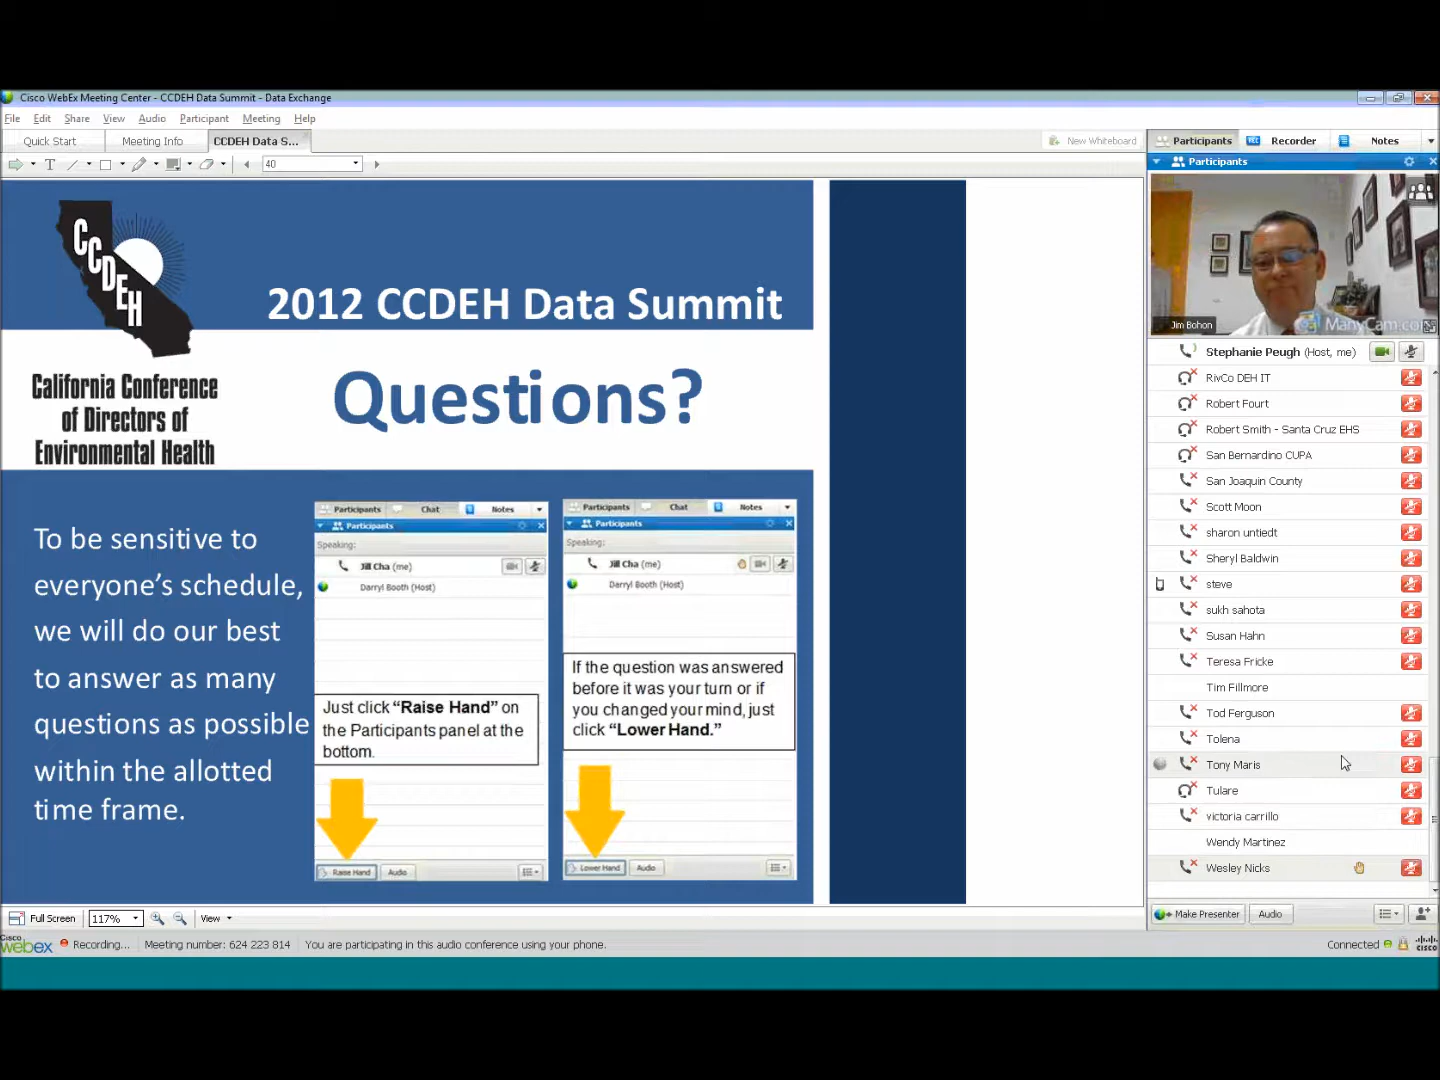 Cisco WebEx Meeting Center - CCDEH Data Summit - Data Exchange
File Edit Share View Audio Participant Meeting Help
Quick Start Meeting Info CCDEH Data S... New Whiteboard Participants Recorder Notes
40
Participants
CCDEH
2012 CCDEH Data Summit
Questions?
California Conference
of Directors of
Environmental Health
To be sensitive to
everyone's schedule,
we will do our best
to answer as many
questions as possible
within the allotted
time frame.
Participants Chat Notes
Participants
Speaking:
Jill Cha (me)
Darryl Booth (Host)
Just click “Raise Hand” on
the Participants panel at the
bottom.
Raise Hand Audio
Participants Chat Notes
Participants
Speaking:
Jill Cha (me)
Darryl Booth (Host)
If the question was answered
before it was your turn or if
you changed your mind, just
click “Lower Hand.”
Lower Hand Audio
Jim Bohon
ManyCam.co
Stephanie Peugh (Host, me)
RivCo DEH IT
Robert Fourt
Robert Smith - Santa Cruz EHS
San Bernardino CUPA
San Joaquin County
Scott Moon
sharon untiedt
Sheryl Baldwin
steve
sukh sahota
Susan Hahn
Teresa Fricke
Tim Fillmore
Tod Ferguson
Tolena
Tony Maris
Tulare
victoria carrillo
Wendy Martinez
Wesley Nicks
Make Presenter Audio
Full Screen 117% View
Cisco webex Recording... Meeting number: 624 223 814 You are participating in this audio conference using your phone. Connected cisco